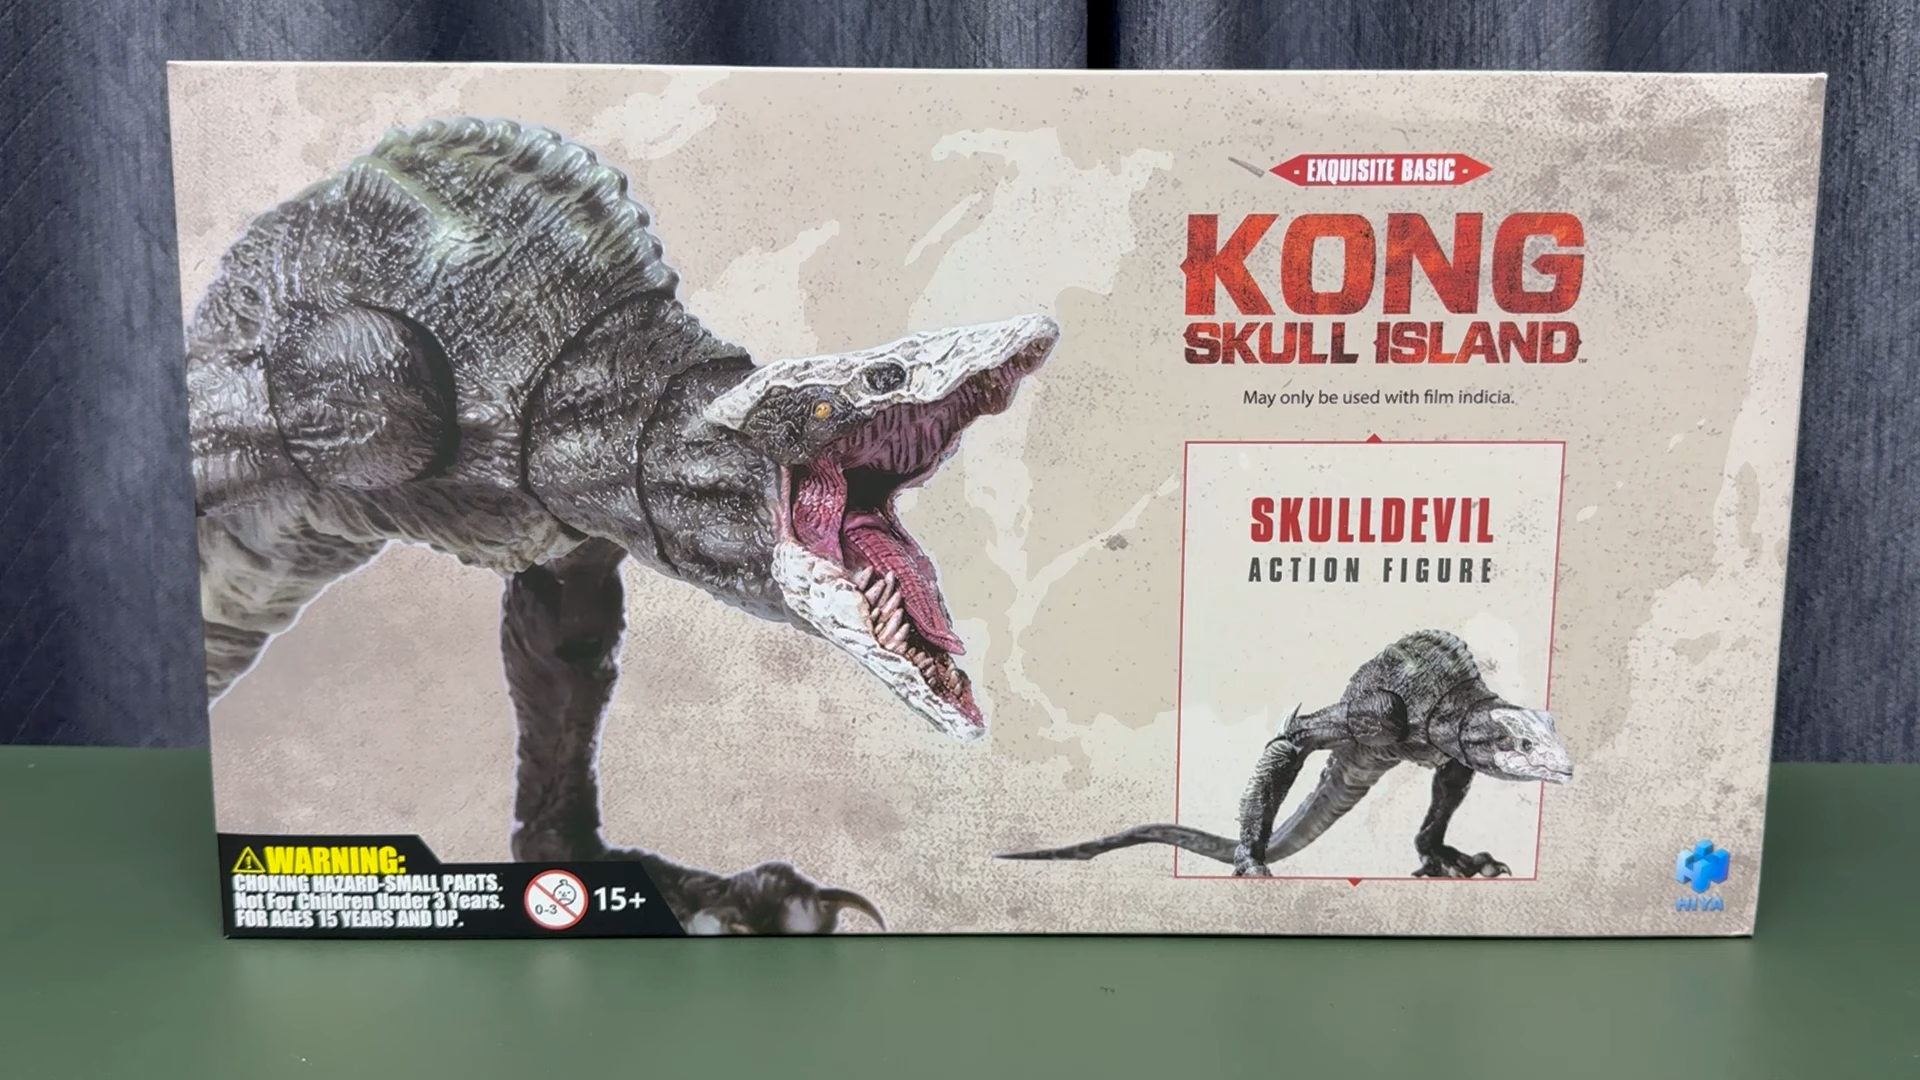 · EXQUISITE BASIC ·
KONG
SKULL ISLAND™
May only be used with film indicia.
SKULLDEVIL
ACTION FIGURE
WARNING:
CHOKING HAZARD-SMALL PARTS.
Not For Children Under 3 Years.
FOR AGES 15 YEARS AND UP.
0-3
15+
HIYA